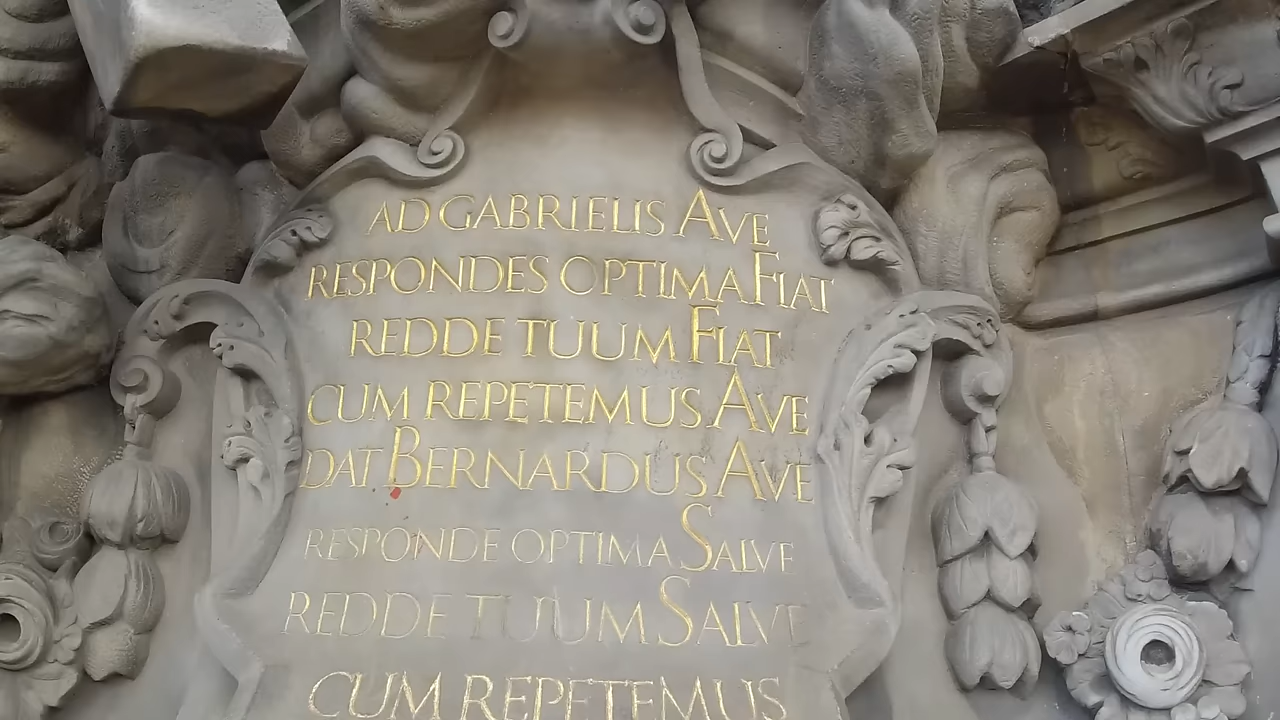 AD GABRIELIS AVE
RESPONDES OPTIMA FIAT
REDDE TUUM FIAT
CUM REPETEMUS AVE
DAT BERNARDUS AVE
RESPONDE OPTIMA SALVE
REDDE TUUM SALVE
CUM REPETEMUS